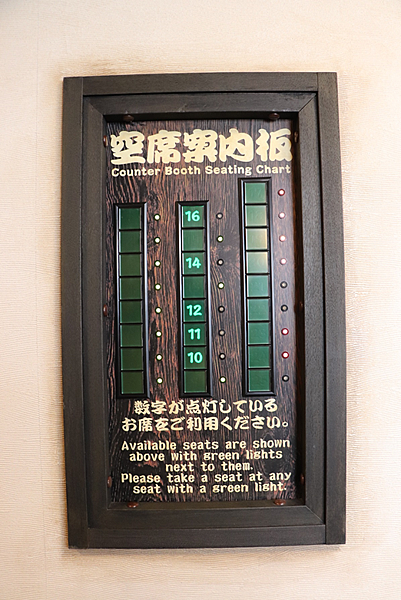 空席案内板
Counter Booth Seating Chart
16
14
12
11
10
数字が点灯している
お席をご利用ください。
Available seats are shown
above with green lights
next to them.
Please take a seat at any
seat with a green light.